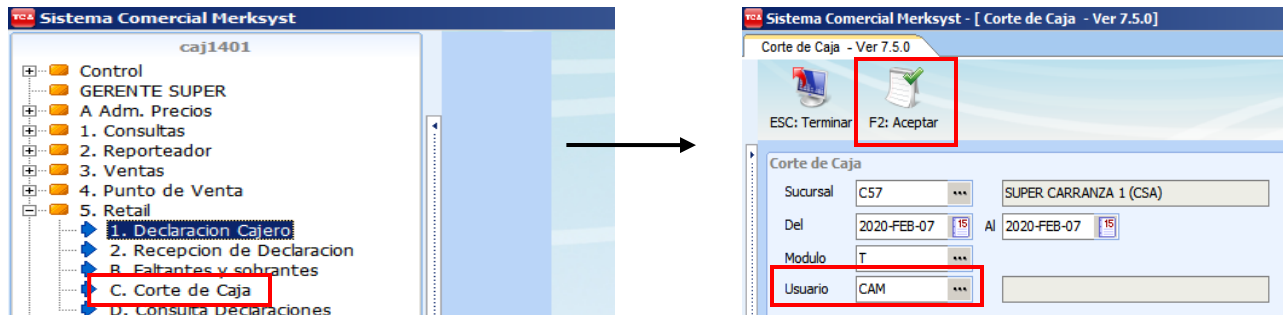 TCA Sistema Comercial Merksyst
caj1401
Control
GERENTE SUPER
A Adm. Precios
1. Consultas
2. Reporteador
3. Ventas
4. Punto de Venta
5. Retail
1. Declaracion Cajero
2. Recepcion de Declaracion
B. Faltantes y sobrantes
C. Corte de Caja
D. Consulta Declaraciones
TCA Sistema Comercial Merksyst - [ Corte de Caja - Ver 7.5.0]
Corte de Caja - Ver 7.5.0
ESC: Terminar F2: Aceptar
Corte de Caja
Sucursal C57 ... SUPER CARRANZA 1 (CSA)
Del 2020-FEB-07 15 Al 2020-FEB-07 15
Modulo T ...
Usuario CAM ...